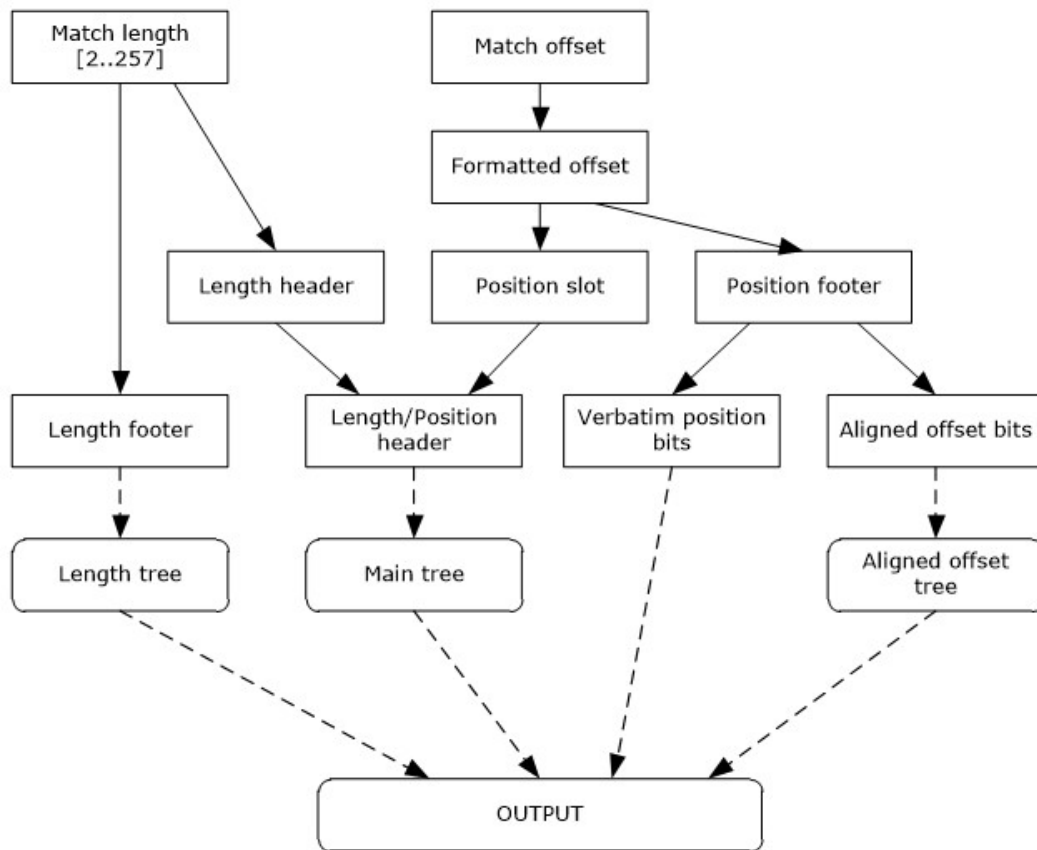 Match length
[2..257]
Match offset
Formatted offset
Length header
Position slot
Position footer
Length footer
Length/Position
header
Verbatim position
bits
Aligned offset bits
Length tree
Main tree
Aligned offset
tree
OUTPUT